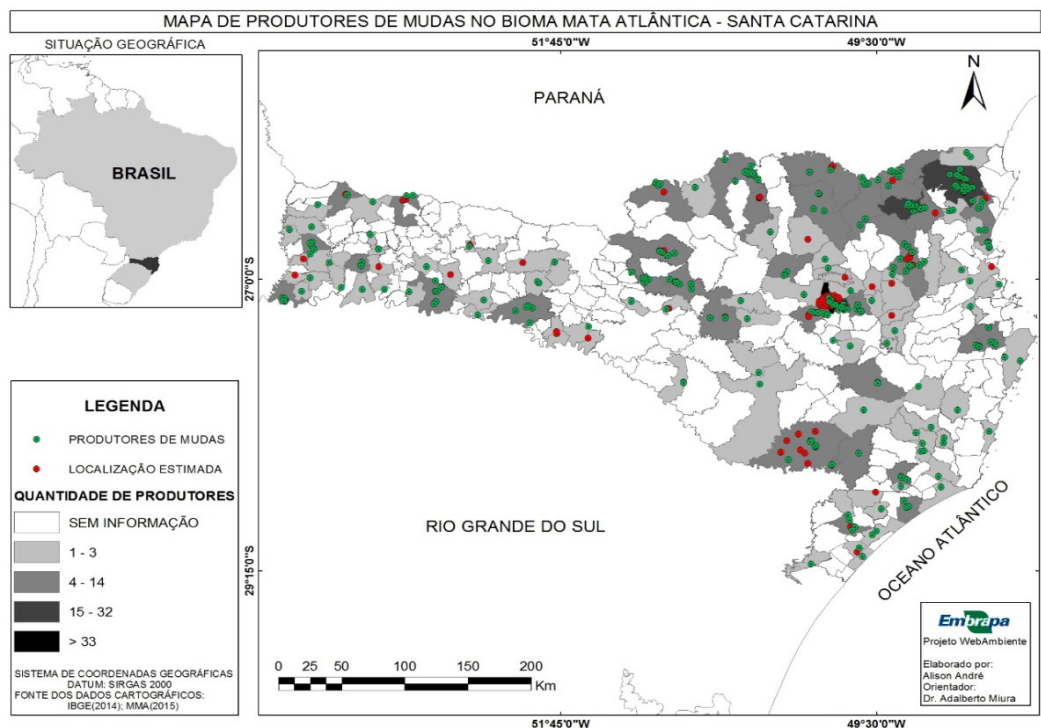 MAPA DE PRODUTORES DE MUDAS NO BIOMA MATA ATLÂNTICA - SANTA CATARINA
SITUAÇÃO GEOGRÁFICA
BRASIL
51°45'0"W
49°30'0"W
PARANÁ
N
27°0'0"S
RIO GRANDE DO SUL
OCEANO ATLÂNTICO
29°15'0"S
LEGENDA
PRODUTORES DE MUDAS
LOCALIZAÇÃO ESTIMADA
QUANTIDADE DE PRODUTORES
SEM INFORMAÇÃO
1 - 3
4 - 14
15 - 32
> 33
SISTEMA DE COORDENADAS GEOGRÁFICAS
DATUM: SIRGAS 2000
FONTE DOS DADOS CARTOGRÁFICOS:
IBGE(2014); MMA(2015)
0 25 50 100 150 200
Km
Embrapa
Projeto WebAmbiente
Elaborado por:
Alison André
Orientador:
Dr. Adalberto Miura
51°45'0"W
49°30'0"W